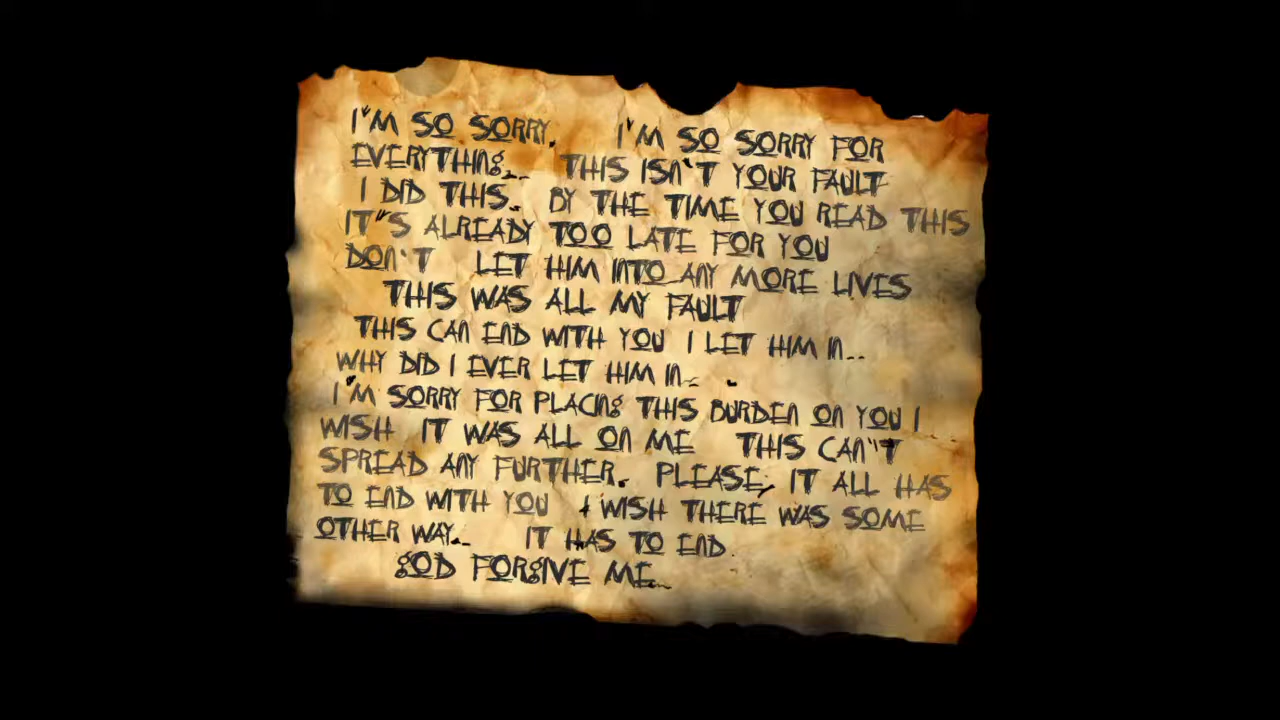 I'M SO SORRY. I'M SO SORRY FOR
EVERYTHINg... THIS ISN'T YOUR FAULT
I DID THIS. BY THE TIME YOU READ THIS
IT"S ALREADY TOO LATE FOR YOU
DON'T LET HIM INTO ANY MORE LIVES
THIS WAS ALL MY FAULT
THIS CAN END WITH YOU I LET HIM IN..
WHY DID I EVER LET HIM IN..
I'M SORRY FOR PLACINg THIS BURDEN ON YOU I
WISH IT WAS ALL ON ME THIS CAN"T
SPREAD ANY FURTHER. PLEASE, IT ALL HAS
TO END WITH YOU I WISH THERE WAS SOME
OTHER WAY... IT HAS TO END.
gOD FORgIVE ME...